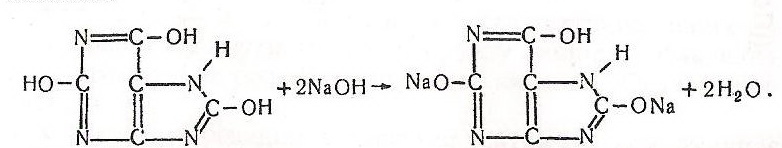 N=C-OH H N=C-OH H
HO-C C N +2NaOH→ NaO-C C N +2H₂O.
C-OH C-ONa
N-C-N N-C-N